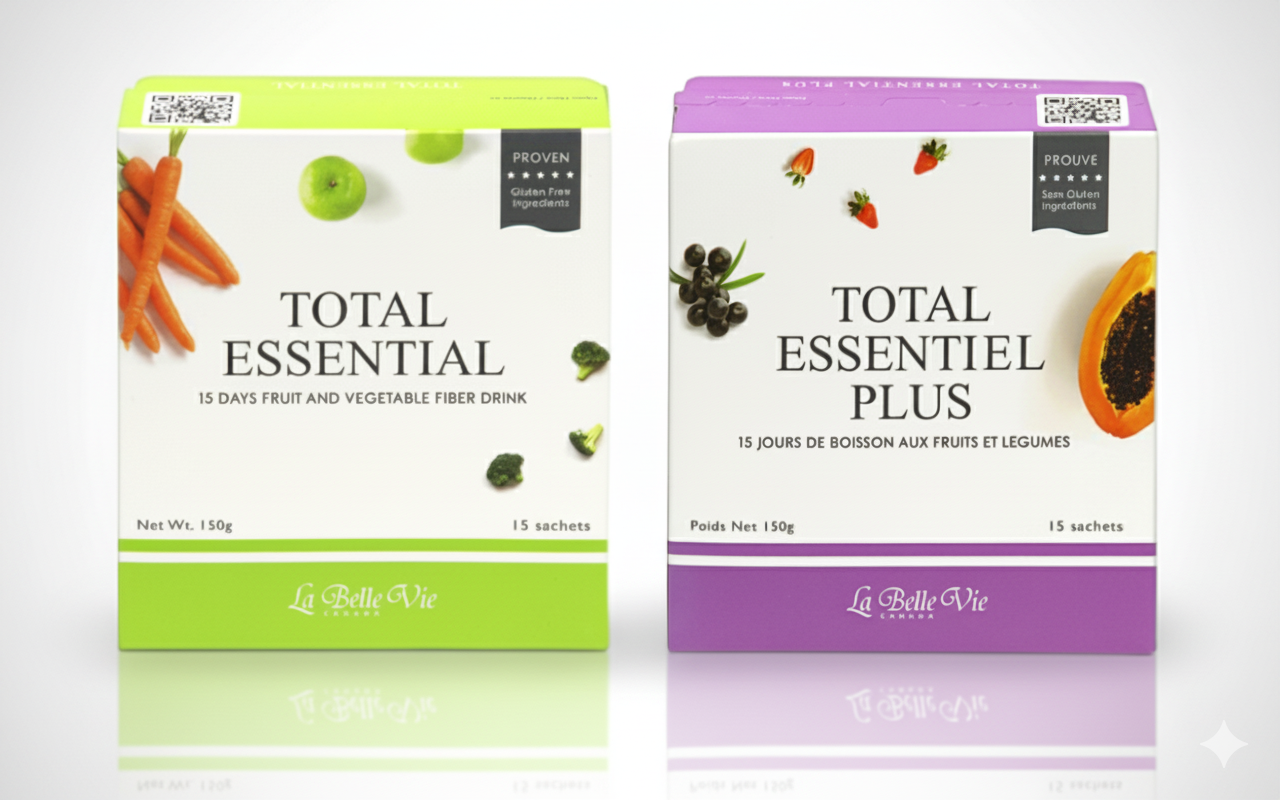 TOTAL ESSENTIAL
PROVEN
Gluten Free
Ingredients
TOTAL
ESSENTIAL
15 DAYS FRUIT AND VEGETABLE FIBER DRINK
Net Wt. 150g
15 sachets
La Belle Vie
CANADA
TOTAL ESSENTIAL PLUS
PROUVE
Sans Gluten
Ingredients
TOTAL
ESSENTIEL
PLUS
15 JOURS DE BOISSON AUX FRUITS ET LEGUMES
Poids Net 150g
15 sachets
La Belle Vie
CANADA